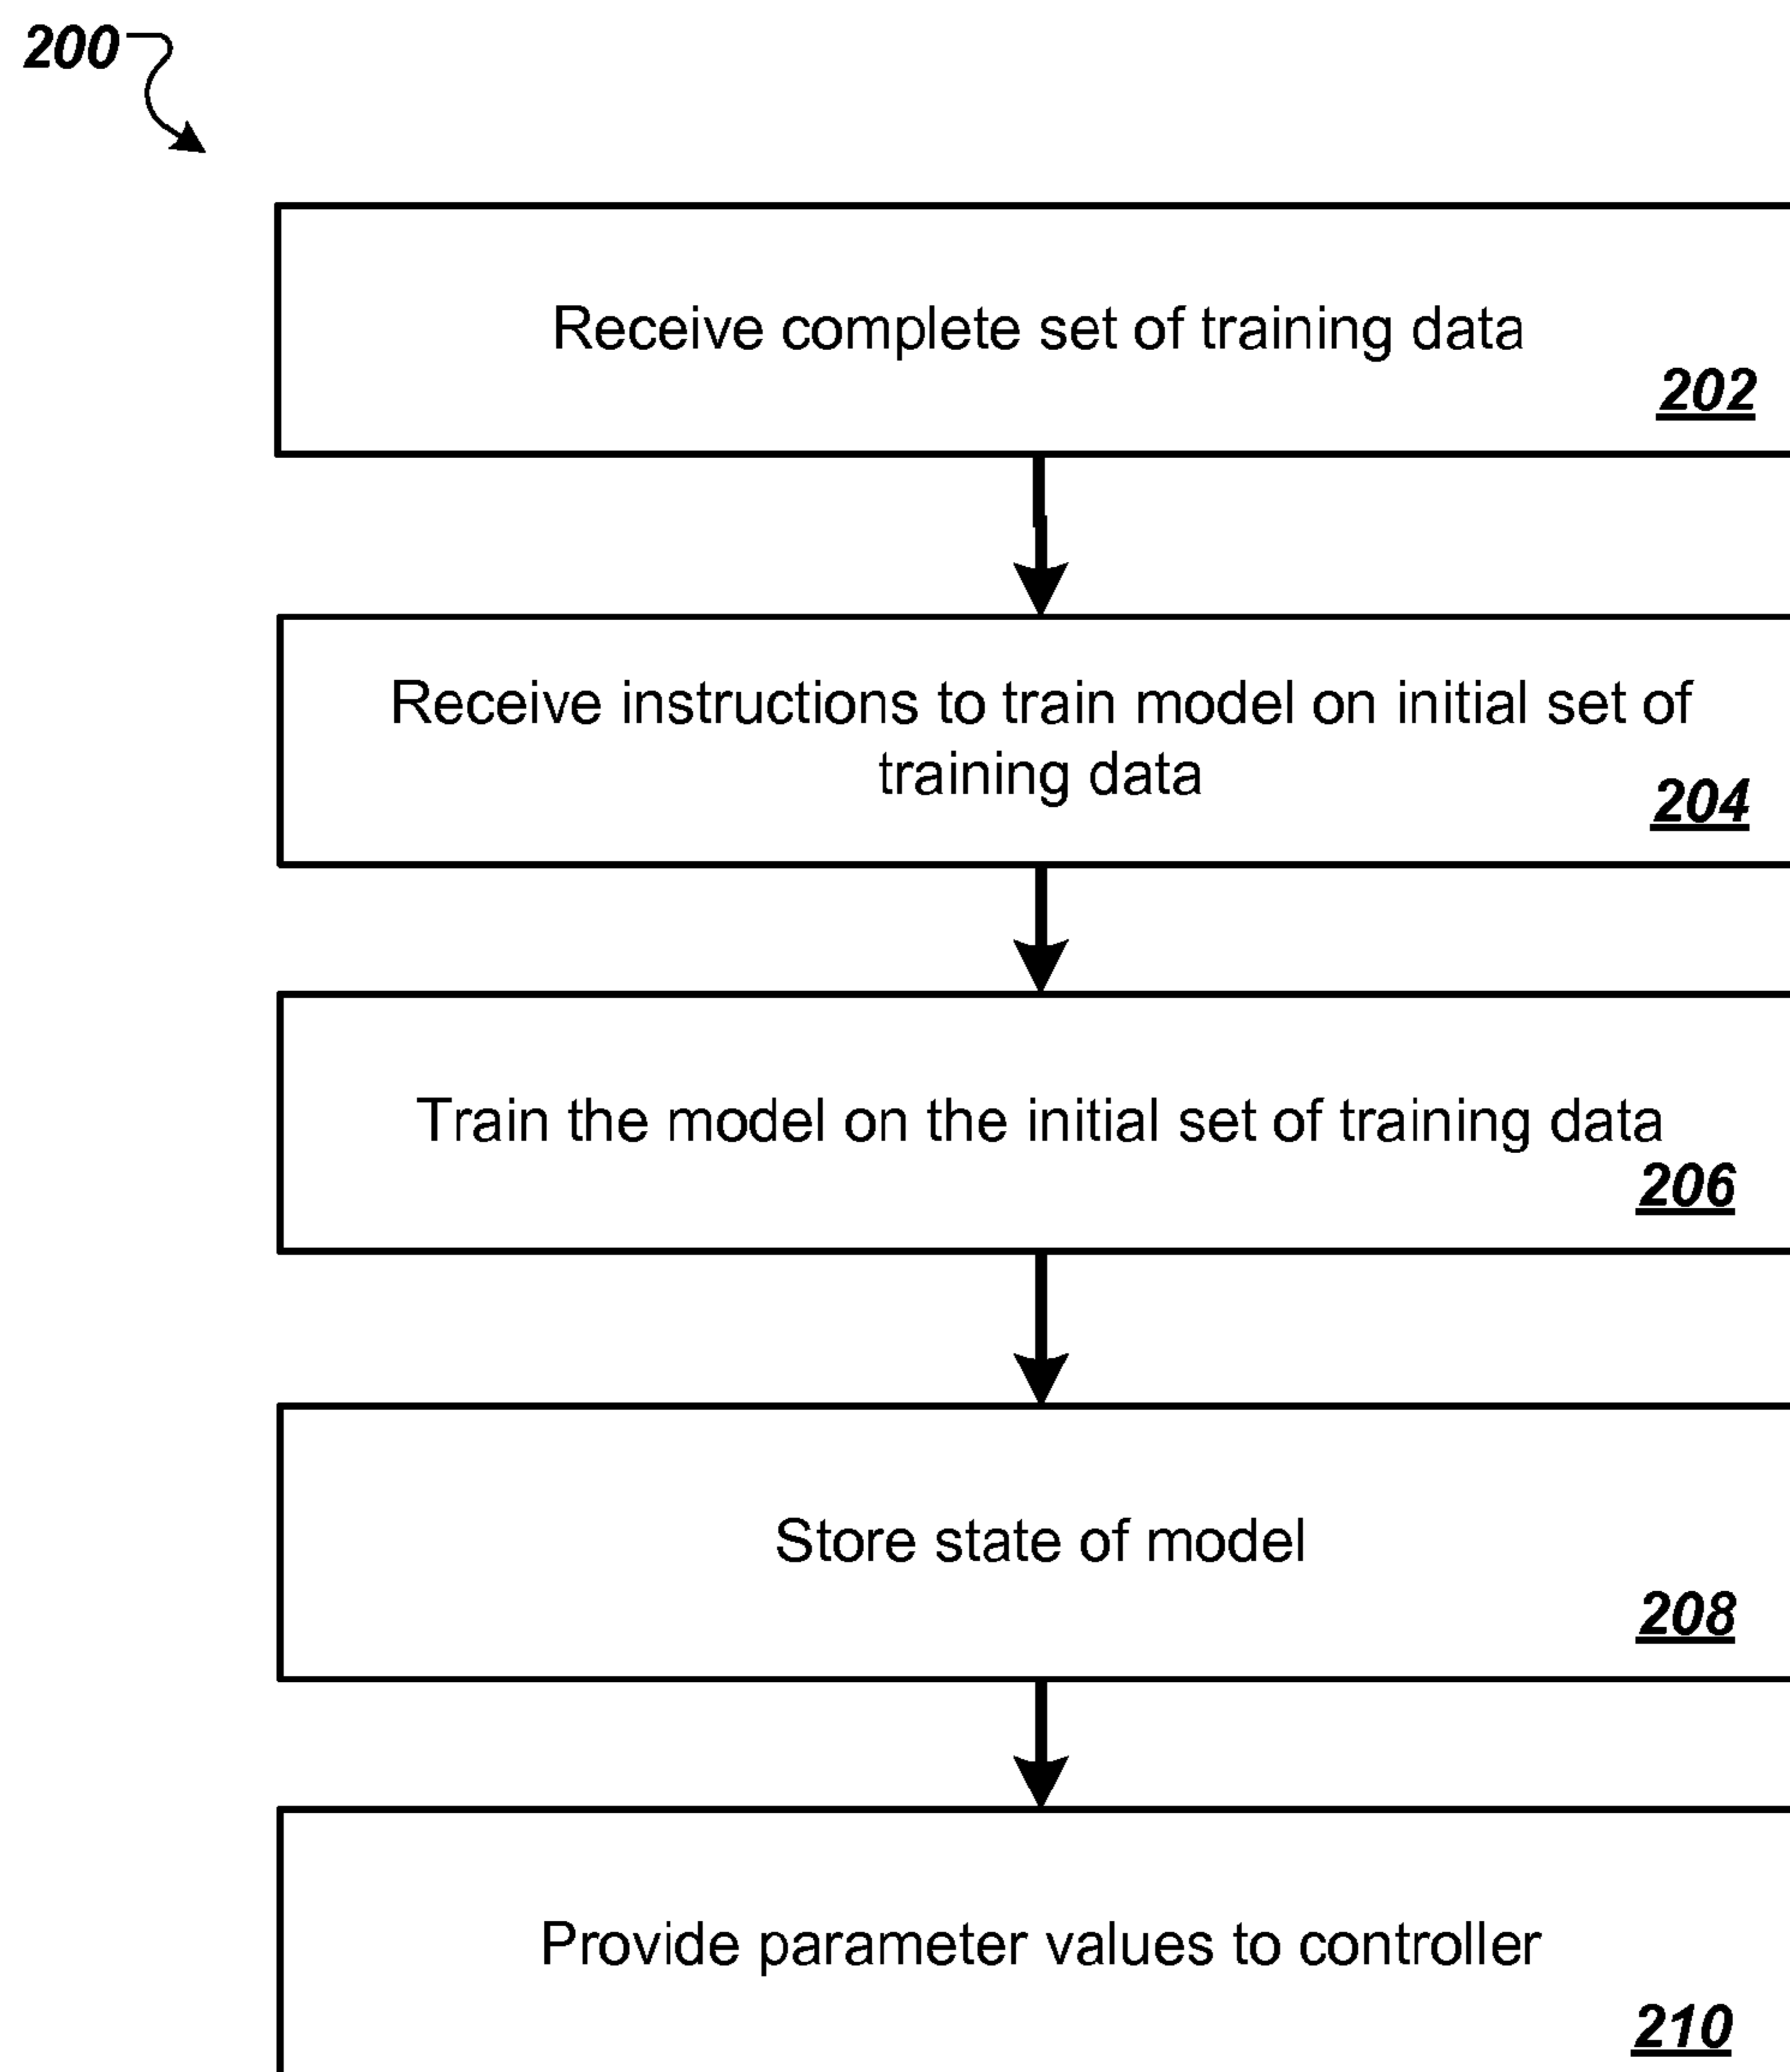 200
Receive complete set of training data
202
Receive instructions to train model on initial set of
training data
204
Train the model on the initial set of training data
206
Store state of model
208
Provide parameter values to controller
210